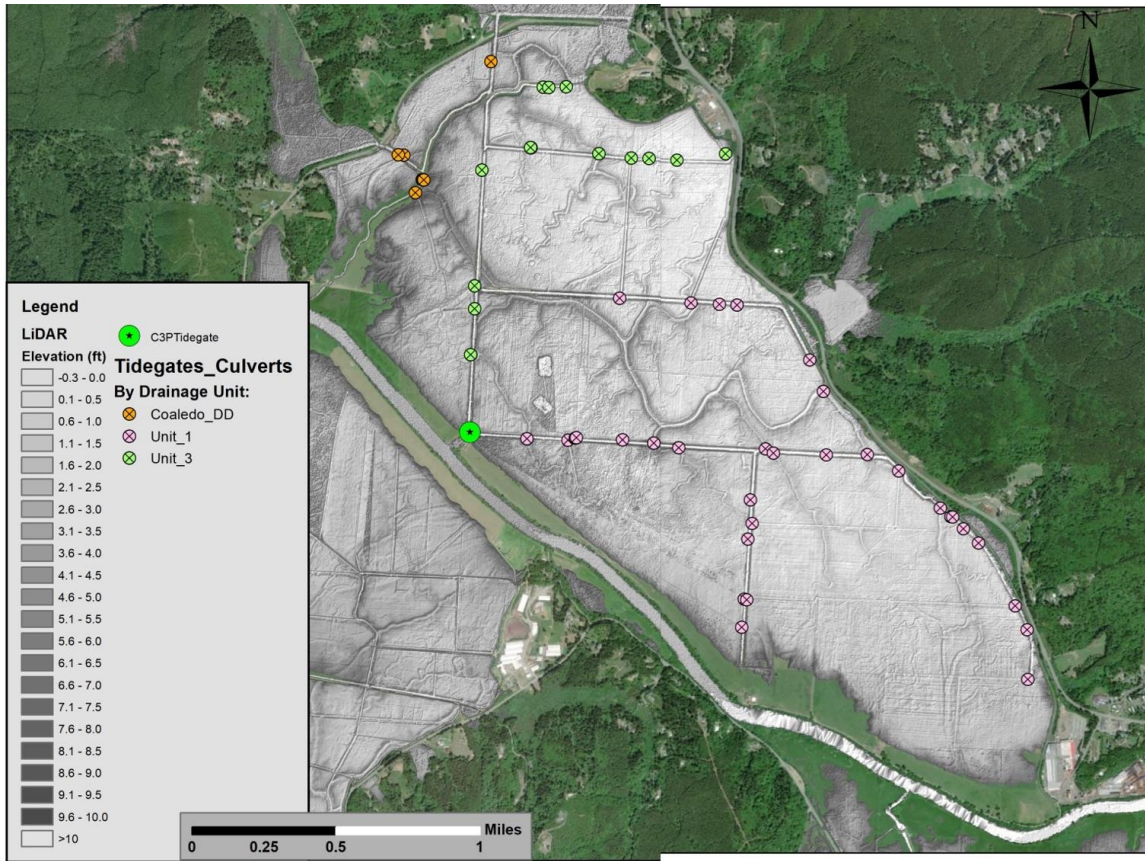 N
Legend
LiDAR
Elevation (ft)
-0.3 - 0.0
0.1 - 0.5
0.6 - 1.0
1.1 - 1.5
1.6 - 2.0
2.1 - 2.5
2.6 - 3.0
3.1 - 3.5
3.6 - 4.0
4.1 - 4.5
4.6 - 5.0
5.1 - 5.5
5.6 - 6.0
6.1 - 6.5
6.6 - 7.0
7.1 - 7.5
7.6 - 8.0
8.1 - 8.5
8.6 - 9.0
9.1 - 9.5
9.6 - 10.0
>10
C3PTidegate
Tidegates_Culverts
By Drainage Unit:
Coaledo_DD
Unit_1
Unit_3
Miles
0 0.25 0.5 1